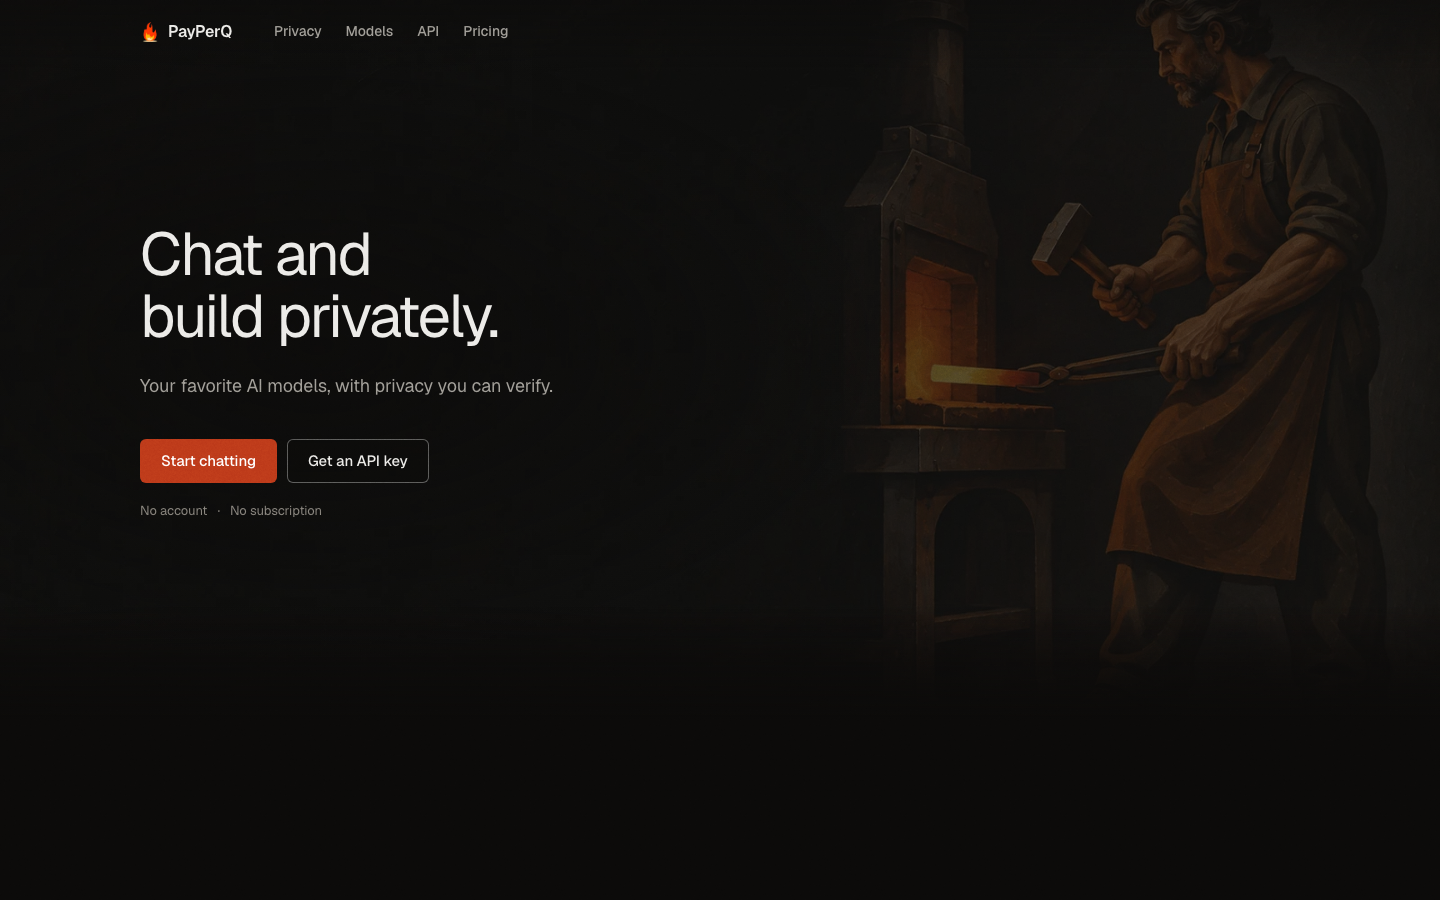 PayPerQ Privacy Models API Pricing
Chat and
build privately.
Your favorite AI models, with privacy you can verify.
Start chatting Get an API key
No account · No subscription